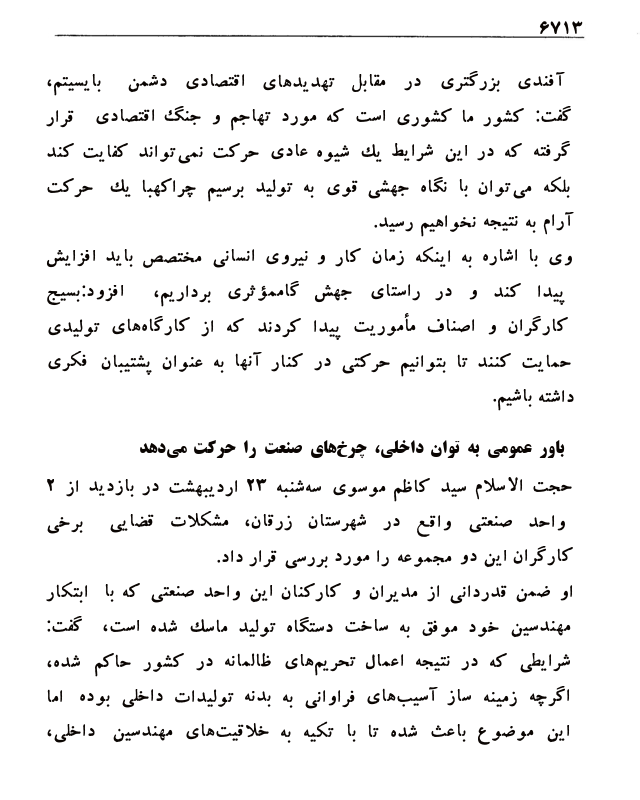 ۶۷۱۳
آفندی بزرگتری در مقابل تهدیدهای اقتصادی دشمن بایسیتم،
گفت: کشور ما کشوری است که مورد تهاجم و جنگ اقتصادی قرار
گرفته که در این شرایط یك شیوه عادی حرکت نمی‌تواند کفایت کند
بلکه می‌توان با نگاه جهشی قوی به تولید برسیم چراکهبا یك حرکت
آرام به نتیجه نخواهیم رسید.
وی با اشاره به اینکه زمان کار و نیروی انسانی مختصص باید افزایش
پیدا کند و در راستای جهش گاممؤثری برداریم، افزود:بسیج
کارگران و اصناف مأموریت پیدا کردند که از کارگاه‌های تولیدی
حمایت کنند تا بتوانیم حرکتی در کنار آنها به عنوان پشتیبان فکری
داشته باشیم.
باور عمومی به توان داخلی، چرخ‌های صنعت را حرکت می‌دهد
حجت الاسلام سید کاظم موسوی سه‌شنبه ۲۳ اردیبهشت در بازدید از ۲
واحد صنعتی واقع در شهرستان زرقان، مشکلات قضایی برخی
کارگران این دو مجموعه را مورد بررسی قرار داد.
او ضمن قدردانی از مدیران و کارکنان این واحد صنعتی که با ابتکار
مهندسین خود موفق به ساخت دستگاه تولید ماسك شده است، گفت:
شرایطی که در نتیجه اعمال تحریم‌های ظالمانه در کشور حاکم شده،
اگرچه زمینه ساز آسیب‌های فراوانی به بدنه تولیدات داخلی بوده اما
این موضوع باعث شده تا با تکیه به خلاقیت‌های مهندسین داخلی،